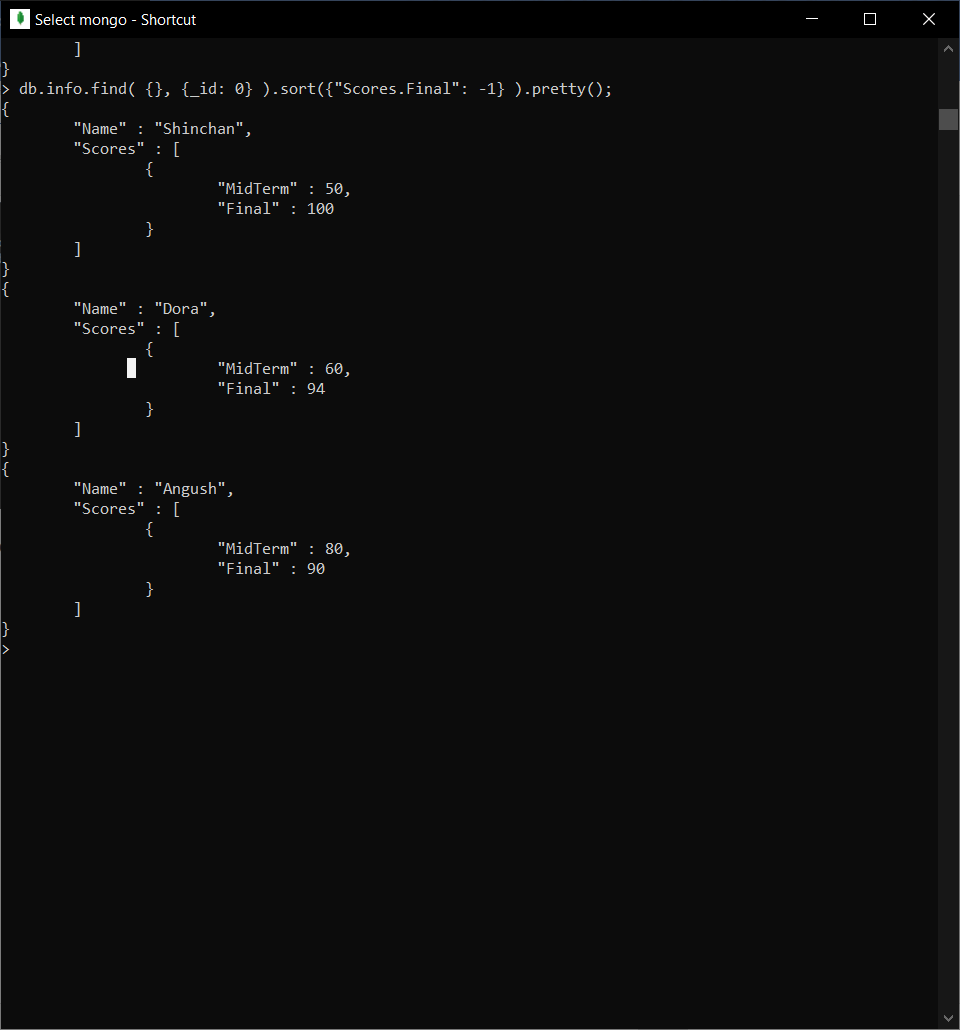 Select mongo - Shortcut
        ]
}
> db.info.find( {}, {_id: 0} ).sort({"Scores.Final": -1} ).pretty();
{
        "Name" : "Shinchan",
        "Scores" : [
                {
                        "MidTerm" : 50,
                        "Final" : 100
                }
        ]
}
{
        "Name" : "Dora",
        "Scores" : [
                {
                        "MidTerm" : 60,
                        "Final" : 94
                }
        ]
}
{
        "Name" : "Angush",
        "Scores" : [
                {
                        "MidTerm" : 80,
                        "Final" : 90
                }
        ]
}
>